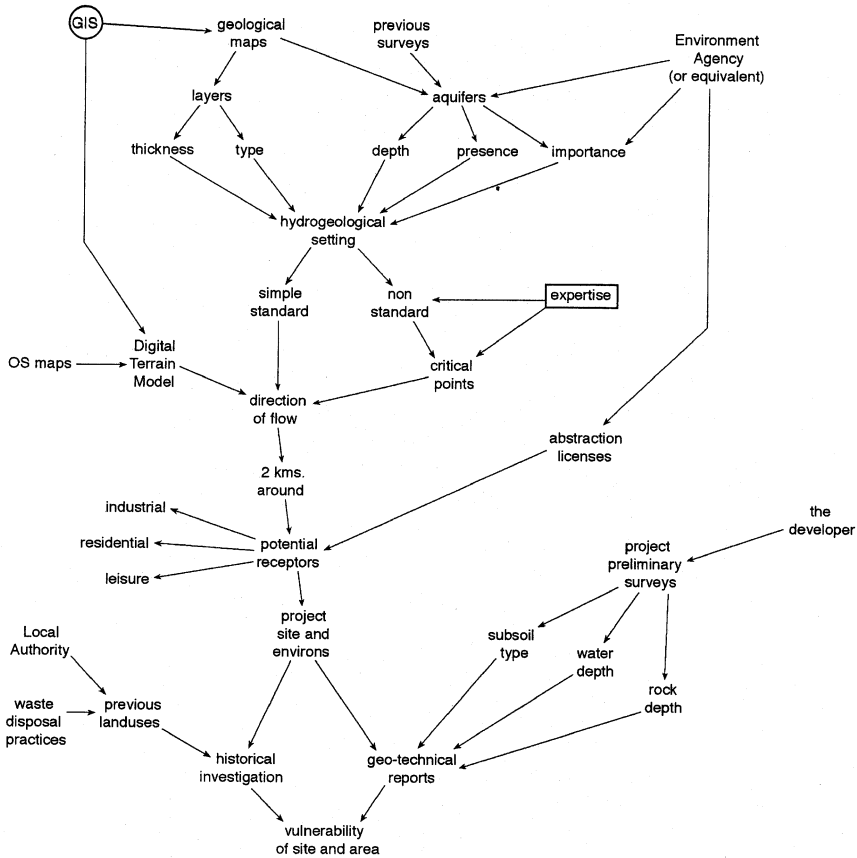 GIS
geological
maps
previous
surveys
Environment
Agency
(or equivalent)
layers
aquifers
thickness
type
depth
presence
importance
hydrogeological
setting
simple
standard
non
standard
expertise
OS maps
Digital
Terrain
Model
critical
points
direction
of flow
abstraction
licenses
2 kms.
around
industrial
residential
leisure
potential
receptors
the
developer
project
preliminary
surveys
project
site and
environs
subsoil
type
water
depth
rock
depth
Local
Authority
waste
disposal
practices
previous
landuses
historical
investigation
geo-technical
reports
vulnerability
of site and area